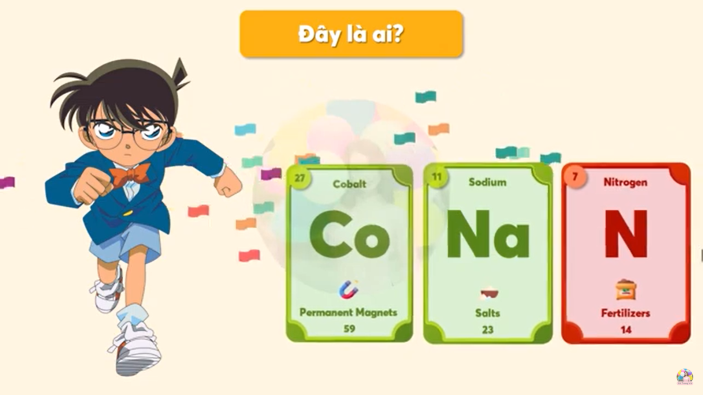 Đây là ai?
27
Cobalt
Co
Permanent Magnets
59
11
Sodium
Na
Salts
23
7
Nitrogen
N
Fertilizers
14